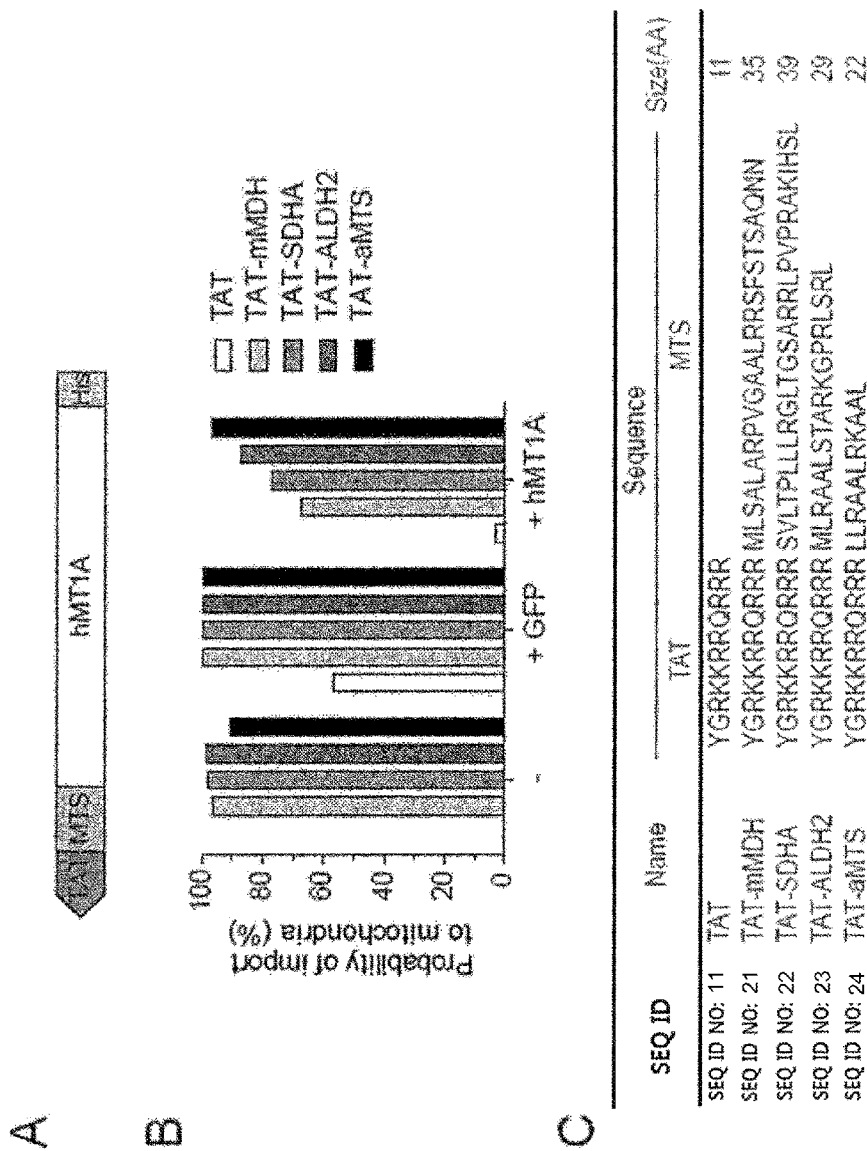 A
TAT
MTS
hMT1A
His
B
Probability of import
to mitochondria (%)
100
80
60
40
20
0
-
+ GFP
+ hMT1A
TAT
TAT-mMDH
TAT-SDHA
TAT-ALDH2
TAT-aMTS
C
SEQ ID Name Sequence Size(AA)
TAT MTS
SEQ ID NO: 11 TAT YGRKKRRQRRR 11
SEQ ID NO: 21 TAT-mMDH YGRKKRRQRRR MLSALARPVGAALRRSFSTSAQNN 35
SEQ ID NO: 22 TAT-SDHA YGRKKRRQRRR SVLTPLLLRGLTGSARRLPVPRAKIHSL 39
SEQ ID NO: 23 TAT-ALDH2 YGRKKRRQRRR MLRAALSTARKGPRLSRL 29
SEQ ID NO: 24 TAT-aMTS YGRKKRRQRRR LLRAALRKAAL 22